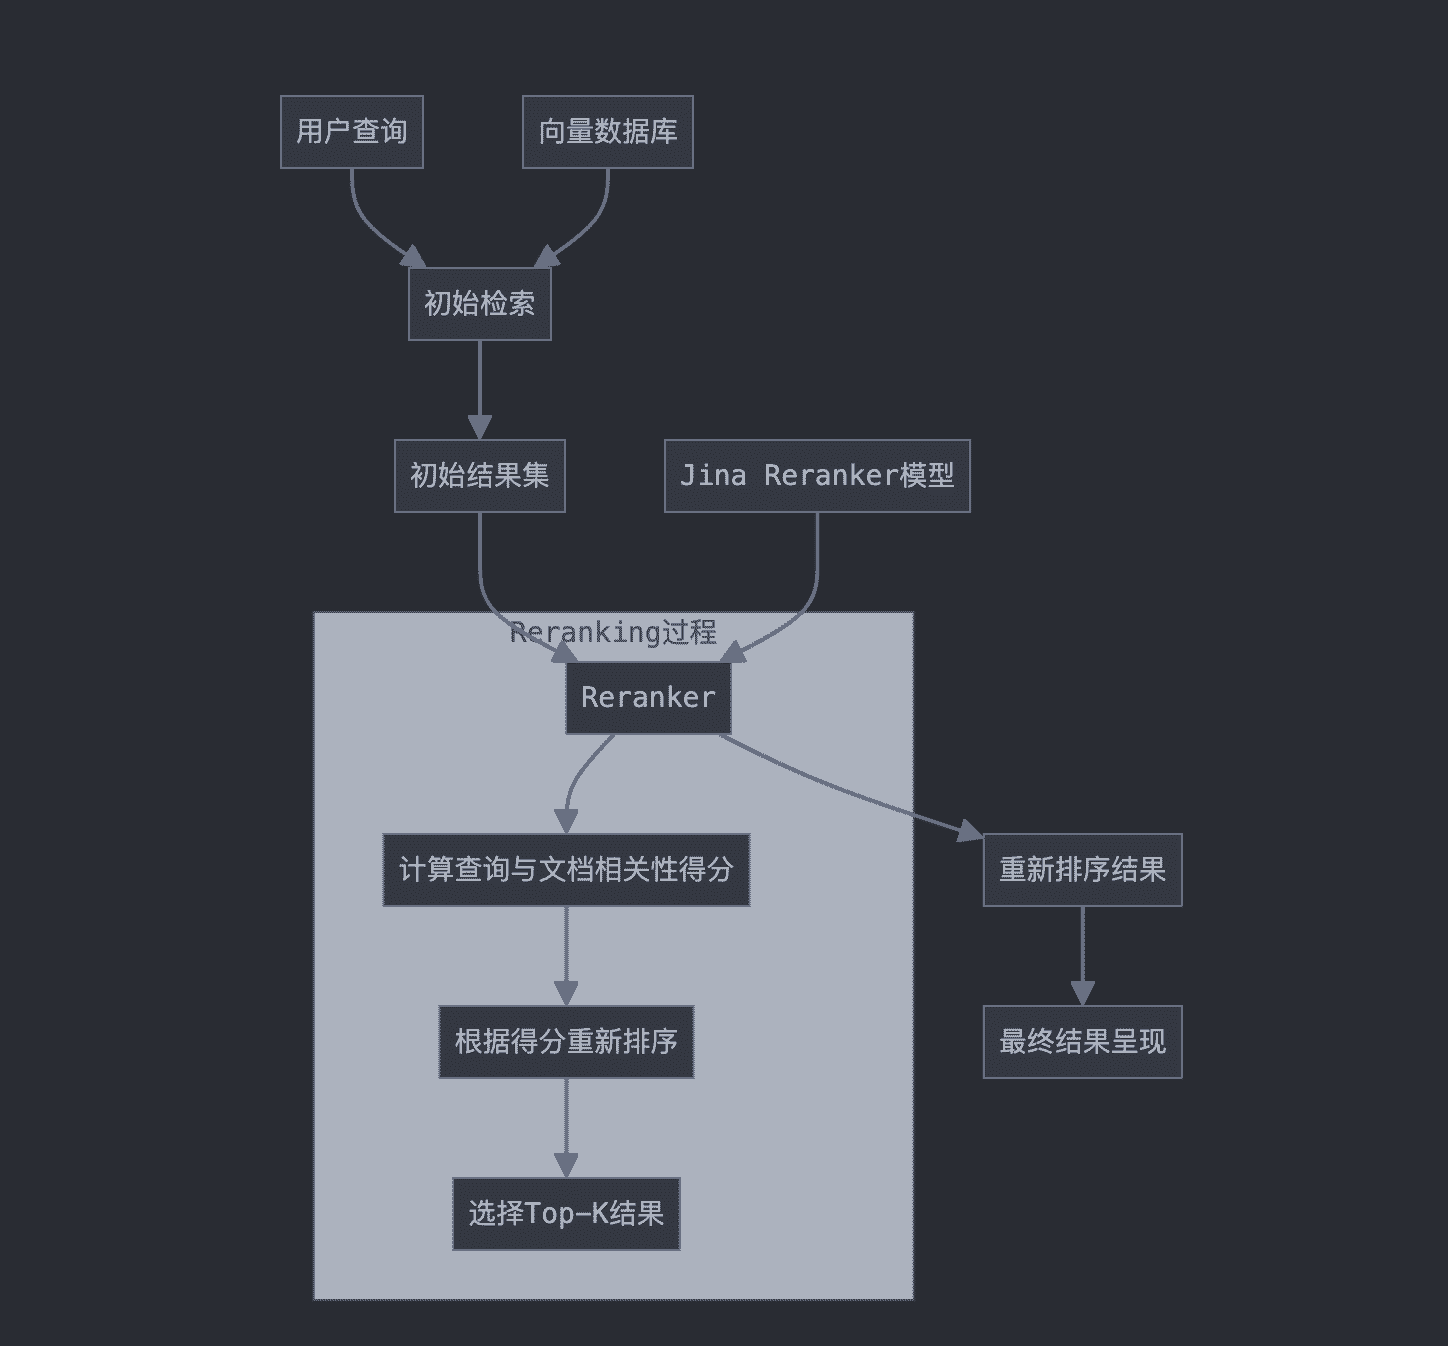 用户查询
向量数据库
初始检索
初始结果集
Jina Reranker模型
Reranking过程
Reranker
计算查询与文档相关性得分
重新排序结果
根据得分重新排序
最终结果呈现
选择Top-K结果